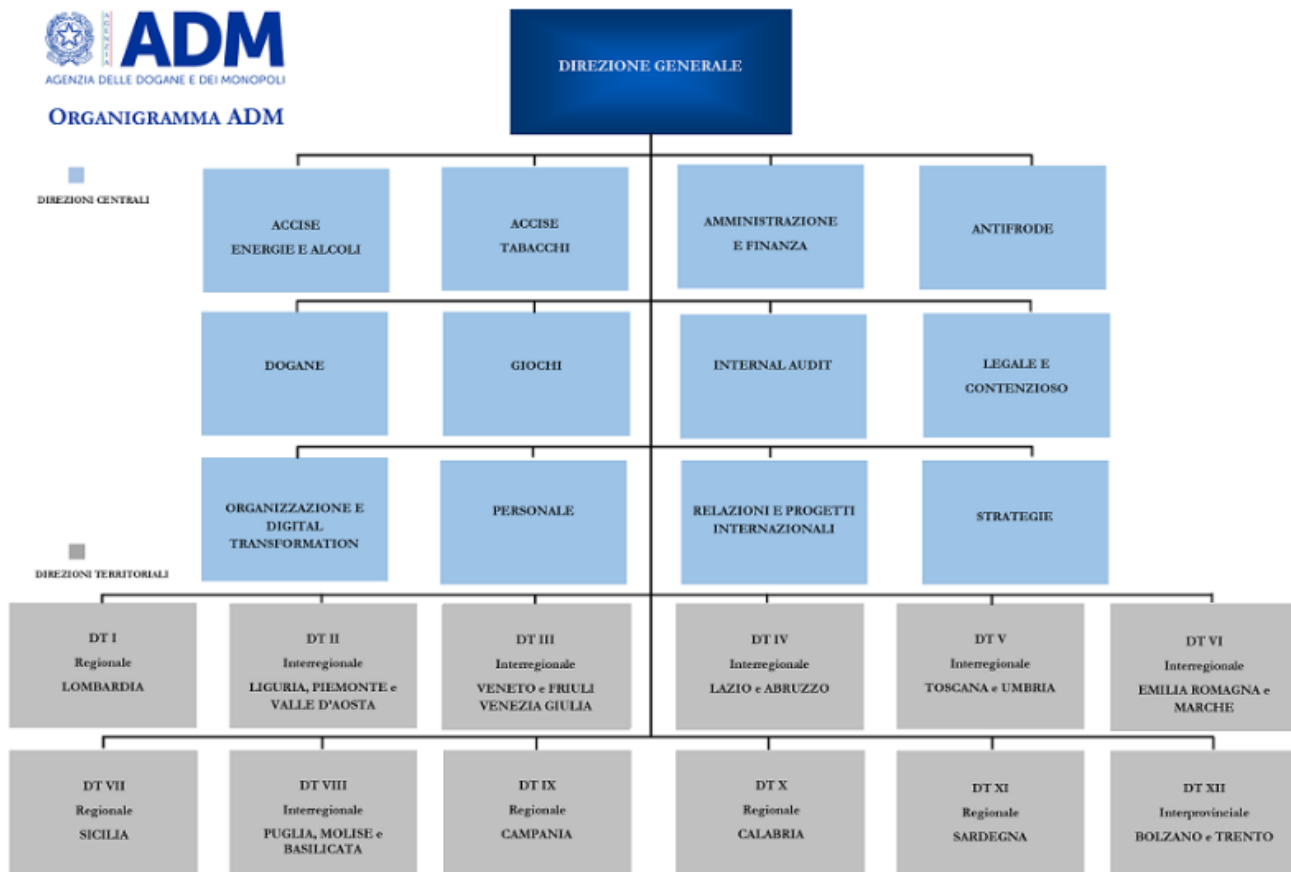 AGENZIA
ADM
AGENZIA DELLE DOGANE E DEI MONOPOLI
ORGANIGRAMMA ADM
DIREZIONE GENERALE
DIREZIONI CENTRALI
ACCISE
ENERGIE E ALCOLI
ACCISE
TABACCHI
AMMINISTRAZIONE
E FINANZA
ANTIFRODE
DOGANE
GIOCHI
INTERNAL AUDIT
LEGALE E
CONTENZIOSO
ORGANIZZAZIONE E
DIGITAL
TRANSFORMATION
PERSONALE
RELAZIONI E PROGETTI
INTERNAZIONALI
STRATEGIE
DIREZIONI TERRITORIALI
DT I
Regionale
LOMBARDIA
DT II
Interregionale
LIGURIA, PIEMONTE e
VALLE D'AOSTA
DT III
Interregionale
VENETO e FRIULI
VENEZIA GIULIA
DT IV
Interregionale
LAZIO e ABRUZZO
DT V
Interregionale
TOSCANA e UMBRIA
DT VI
Interregionale
EMILIA ROMAGNA e
MARCHE
DT VII
Regionale
SICILIA
DT VIII
Interregionale
PUGLIA, MOLISE e
BASILICATA
DT IX
Regionale
CAMPANIA
DT X
Regionale
CALABRIA
DT XI
Regionale
SARDEGNA
DT XII
Interprovinciale
BOLZANO e TRENTO